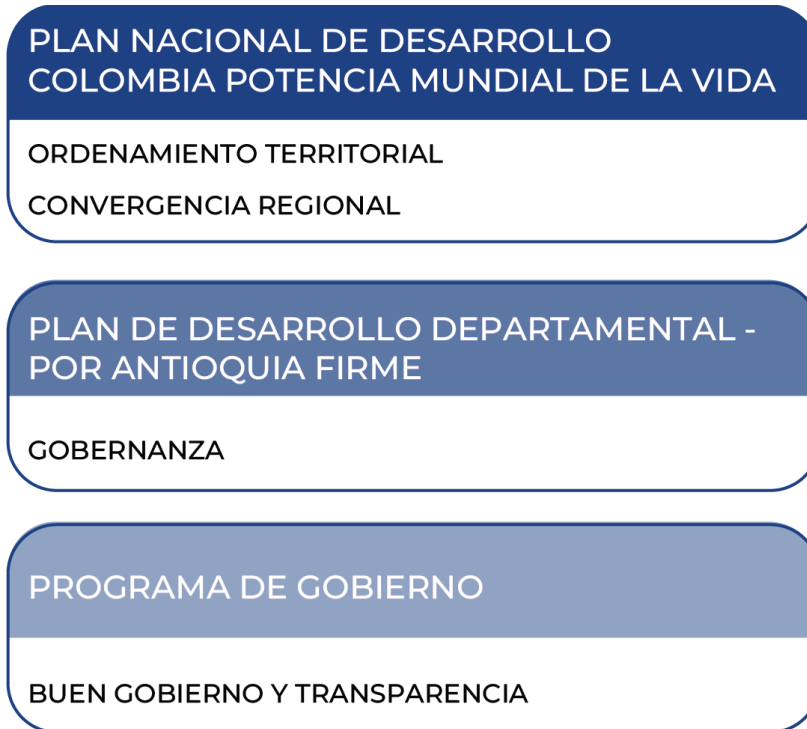 PLAN NACIONAL DE DESARROLLO
COLOMBIA POTENCIA MUNDIAL DE LA VIDA
ORDENAMIENTO TERRITORIAL
CONVERGENCIA REGIONAL
PLAN DE DESARROLLO DEPARTAMENTAL -
POR ANTIOQUIA FIRME
GOBERNANZA
PROGRAMA DE GOBIERNO
BUEN GOBIERNO Y TRANSPARENCIA